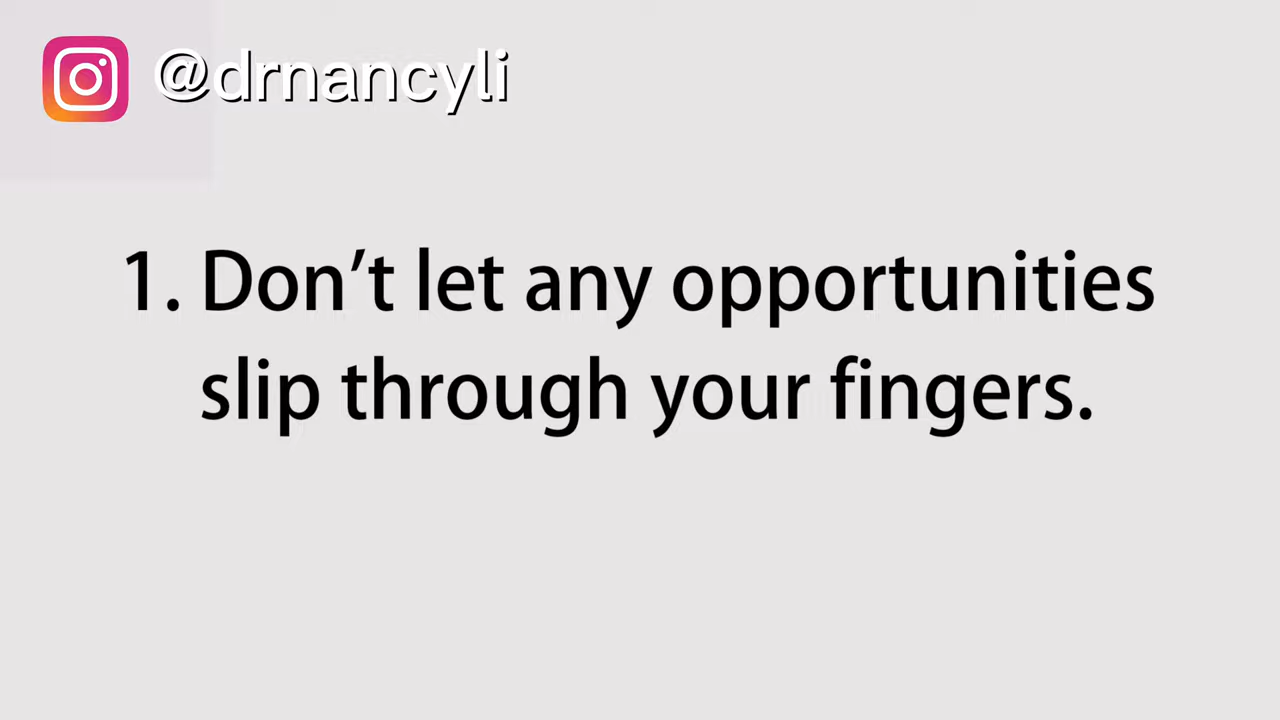 @drnancyli
1. Don’t let any opportunities
slip through your fingers.